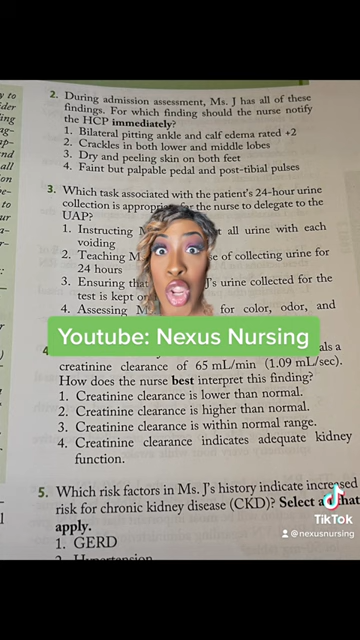 2. During admission assessment, Ms. J has all of these
findings. For which finding should the nurse notify
the HCP immediately?
1. Bilateral pitting ankle and calf edema rated +2
2. Crackles in both lower and middle lobes
3. Dry and peeling skin on both feet
4. Faint but palpable pedal and post-tibial pulses
3. Which task associated with the patient's 24-hour urine
collection is appropriate for the nurse to delegate to the
UAP?
1. Instructing all urine with each
voiding
2. Teaching of collecting urine for
24 hours
3. Ensuring that J's urine collected for the
test is kept
4. Assessing for color, odor, and
Youtube: Nexus Nursing
4
creatinine clearance of 65 mL/min (1.09 mL/sec).
How does the nurse best interpret this finding?
1. Creatinine clearance is lower than normal.
2. Creatinine clearance is higher than normal.
3. Creatinine clearance is within normal range.
4. Creatinine clearance indicates adequate kidney
function.
5. Which risk factors in Ms. J's history indicate increased
risk for chronic kidney disease (CKD)? Select all that
apply.
1. GERD
2. Hypertension
TikTok
@nexusnursing